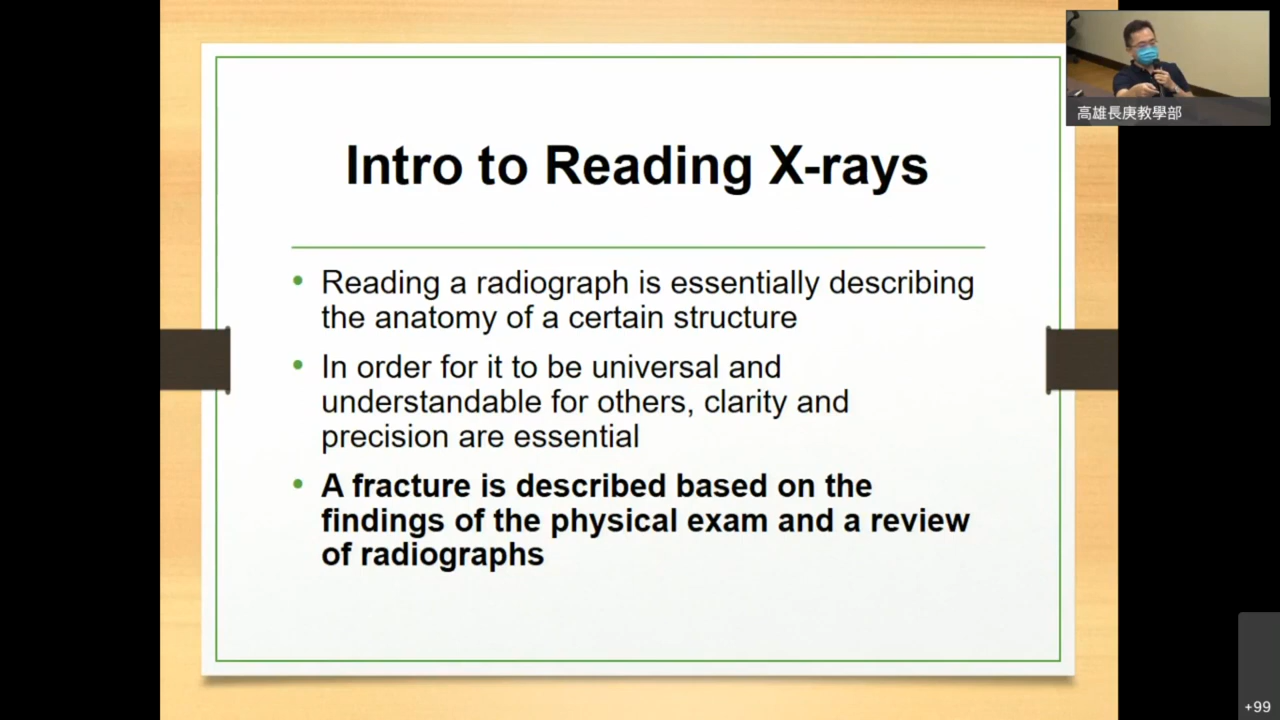 Intro to Reading X-rays
• Reading a radiograph is essentially describing
the anatomy of a certain structure
• In order for it to be universal and
understandable for others, clarity and
precision are essential
• A fracture is described based on the
findings of the physical exam and a review
of radiographs
高雄長庚教學部
+99